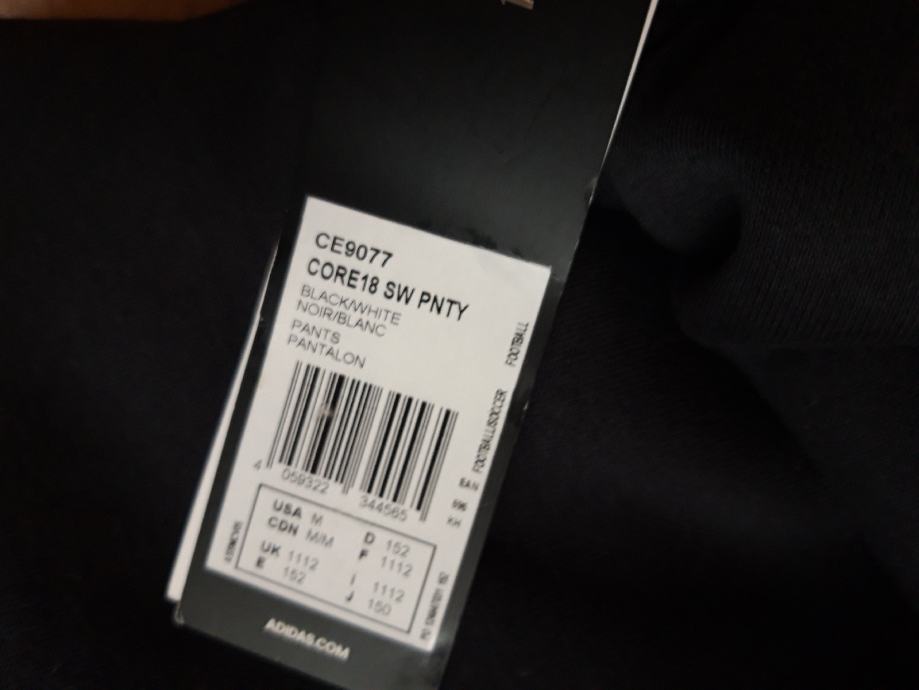 CE9077
CORE18 SW PNTY
BLACK/WHITE
NOIR/BLANC
PANTS
PANTALON
FOOTBALL
FOOTBALL/SOCCER
EAN
4 059322 344565
USA M D 152
CDN M/M F 1112
UK 1112 I 1112
E 152 J 150
ADIDAS.COM